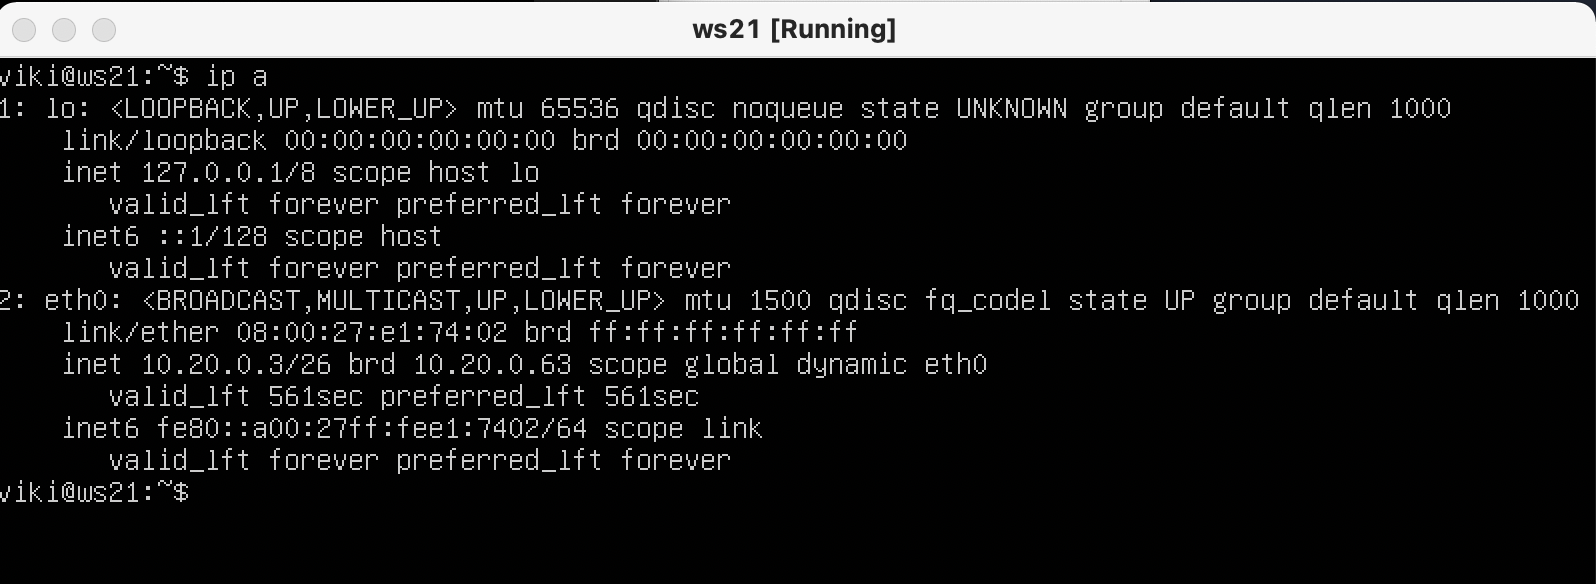 ws21 [Running]
viki@ws21:~$ ip a
1: lo: <LOOPBACK,UP,LOWER_UP> mtu 65536 qdisc noqueue state UNKNOWN group default qlen 1000
    link/loopback 00:00:00:00:00:00 brd 00:00:00:00:00:00
    inet 127.0.0.1/8 scope host lo
       valid_lft forever preferred_lft forever
    inet6 ::1/128 scope host
       valid_lft forever preferred_lft forever
2: eth0: <BROADCAST,MULTICAST,UP,LOWER_UP> mtu 1500 qdisc fq_codel state UP group default qlen 1000
    link/ether 08:00:27:e1:74:02 brd ff:ff:ff:ff:ff:ff
    inet 10.20.0.3/26 brd 10.20.0.63 scope global dynamic eth0
       valid_lft 561sec preferred_lft 561sec
    inet6 fe80::a00:27ff:fee1:7402/64 scope link
       valid_lft forever preferred_lft forever
viki@ws21:~$